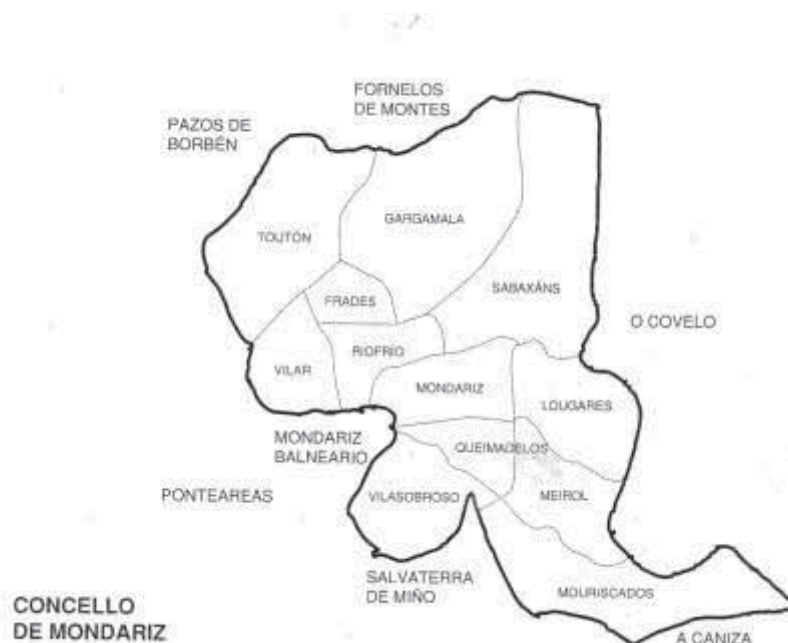 FORNELOS
DE MONTES
PAZOS DE
BORBÉN
GARGAMALA
TOUTÓN
SABAXÁNS
FRADES
O COVELO
RIOFRÍO
VILAR
MONDARIZ
LOUGARES
MONDARIZ
BALNEARIO
QUEIMADELOS
PONTEAREAS
VILASOBROSO
MEIROL
SALVATERRA
DE MIÑO
MOURISCADOS
CONCELLO
DE MONDARIZ
A CANIZA